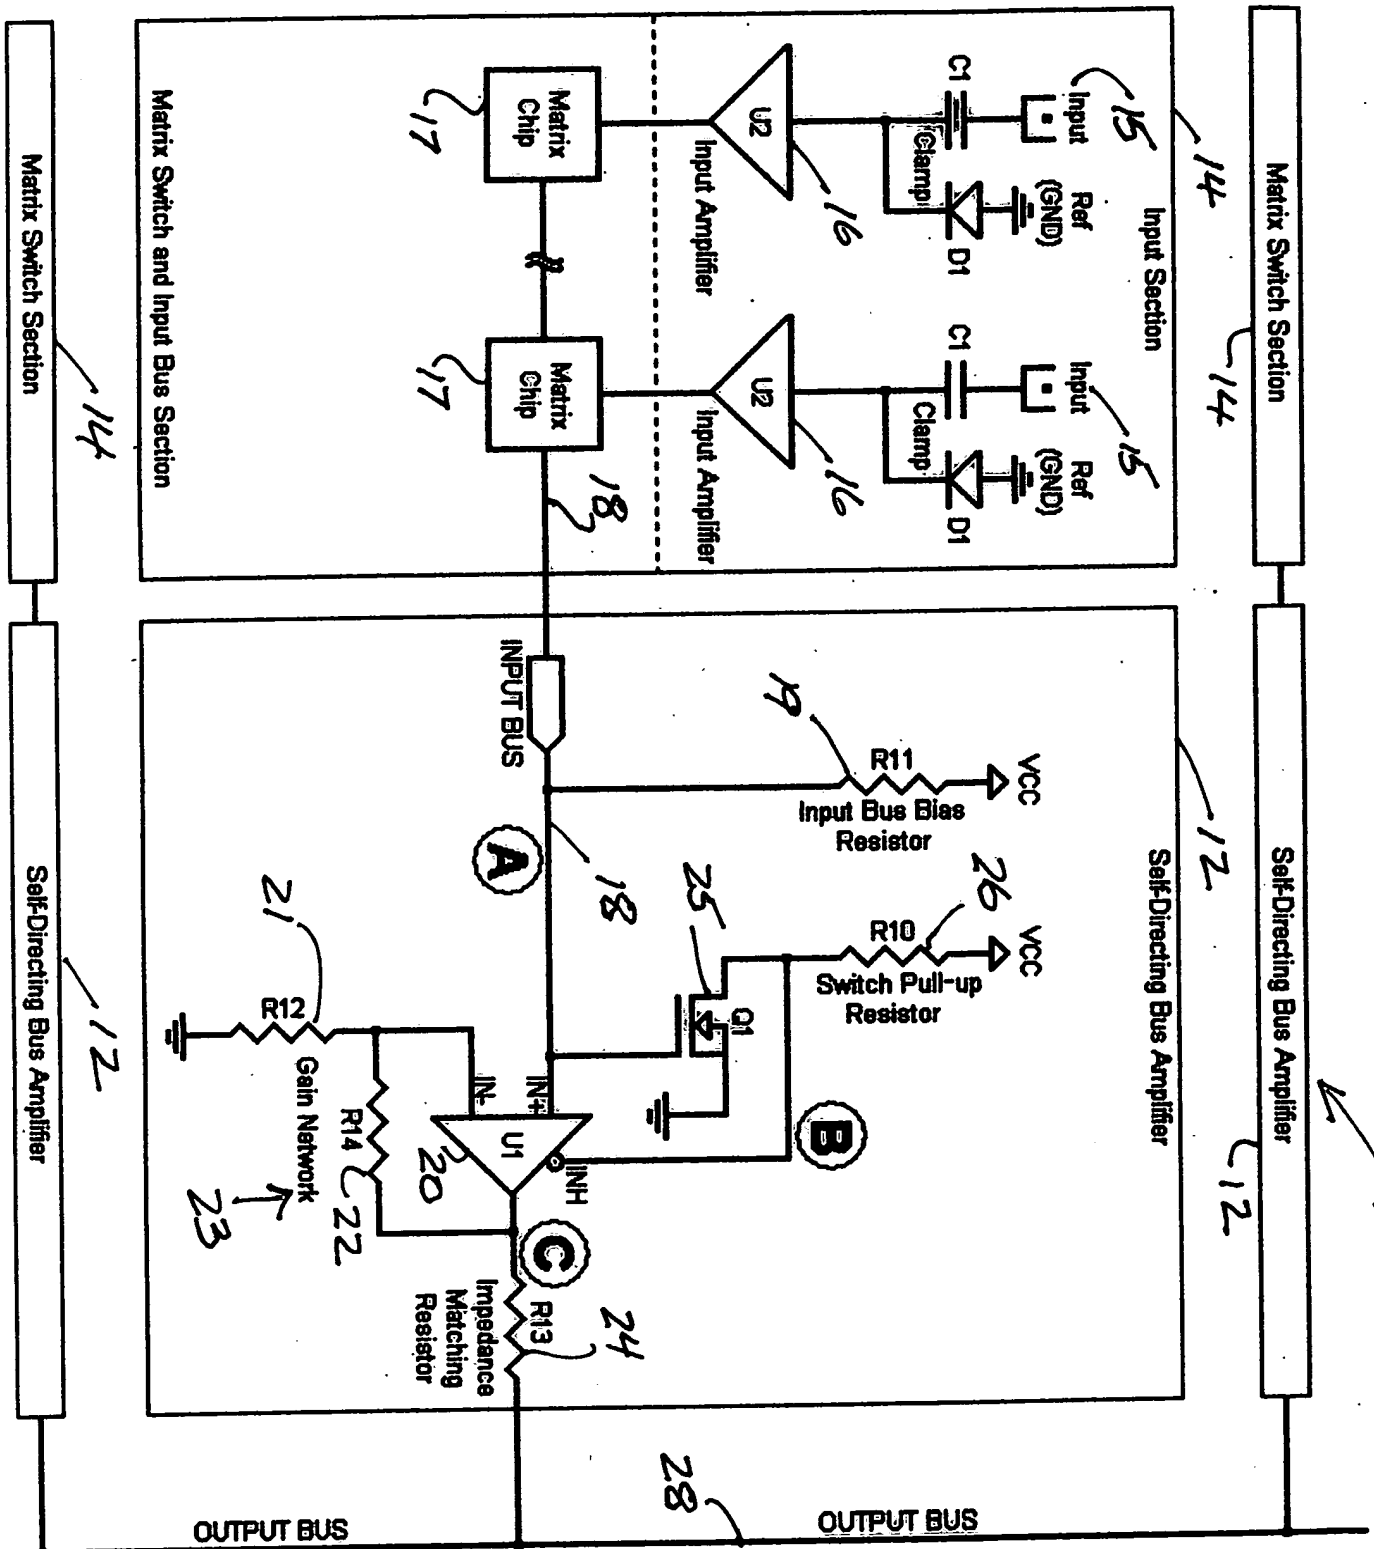 Matrix Switch Section
14
Self-Directing Bus Amplifier
12
14
Input Section
15
Input
Ref
(GND)
C1
Clamp
D1
16
U2
Input Amplifier
Matrix
Chip
17
15
Input
Ref
(GND)
C1
Clamp
D1
16
U2
Input Amplifier
Matrix
Chip
17
18
Matrix Switch and Input Bus Section
12
Self-Directing Bus Amplifier
VCC
R11
Input Bus Bias
Resistor
19
VCC
R10
26
Switch Pull-up
Resistor
25
Q1
B
INPUT BUS
18
A
IN+
IN-
U1
INH
20
C
R12
21
Gain Network
R14
22
23
R13
24
Impedance
Matching
Resistor
28
OUTPUT BUS
OUTPUT BUS
Matrix Switch Section
14
Self-Directing Bus Amplifier
12